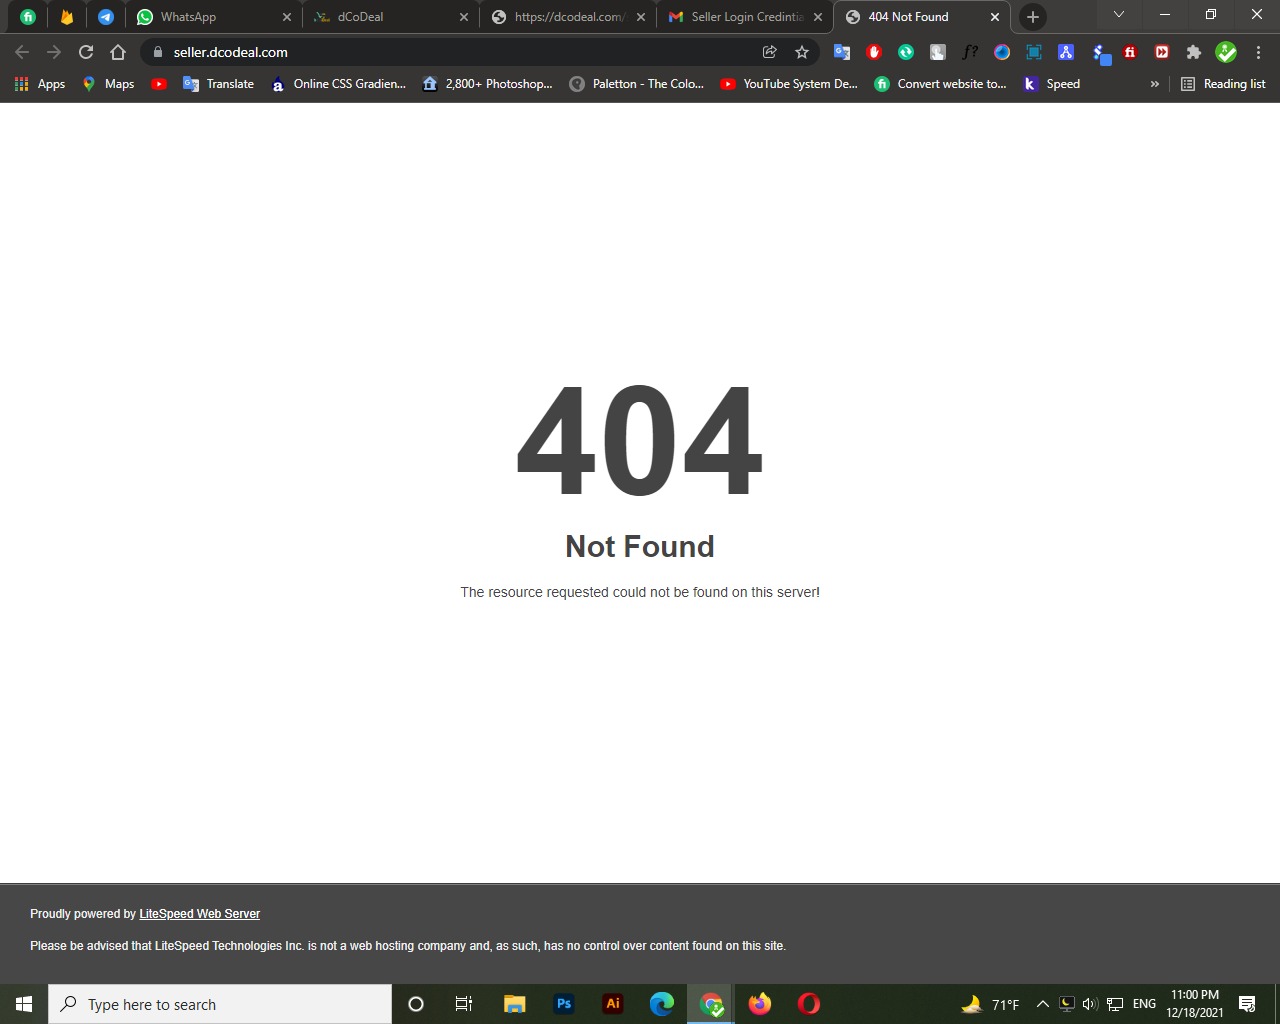 WhatsApp
dCoDeal
https://dcodeal.com/
Seller Login Credintia
404 Not Found
seller.dcodeal.com
f?
Apps
Maps
Translate
Online CSS Gradien...
2,800+ Photoshop...
Paletton - The Colo...
YouTube System De...
Convert website to...
Speed
»
Reading list
404
Not Found
The resource requested could not be found on this server!
Proudly powered by LiteSpeed Web Server
Please be advised that LiteSpeed Technologies Inc. is not a web hosting company and, as such, has no control over content found on this site.
Type here to search
Ps
Ai
71°F
ENG
11:00 PM
12/18/2021